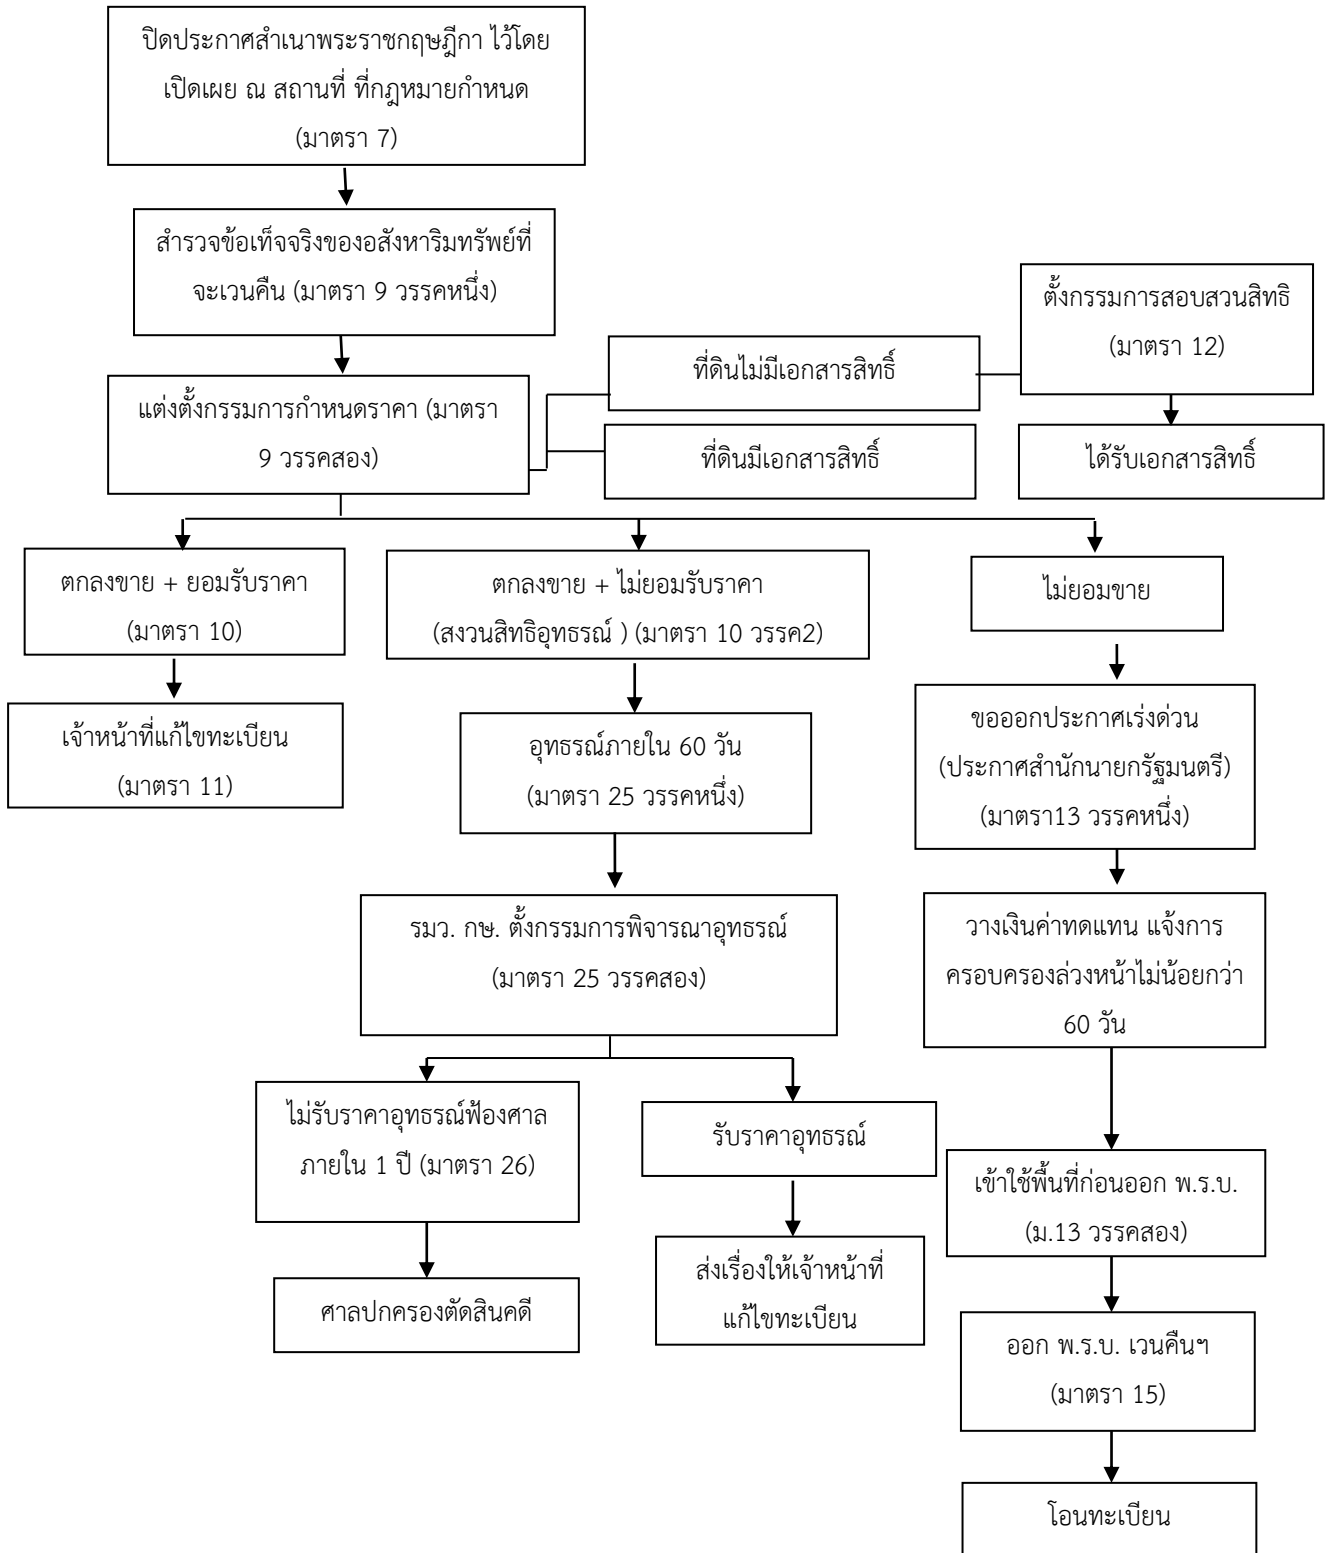 ปิดประกาศสำเนาพระราชกฤษฎีกา ไว้โดย
เปิดเผย ณ สถานที่ ที่กฎหมายกำหนด
(มาตรา 7)
สำรวจข้อเท็จจริงของอสังหาริมทรัพย์ที่
จะเวนคืน (มาตรา 9 วรรคหนึ่ง)
แต่งตั้งกรรมการกำหนดราคา (มาตรา
9 วรรคสอง)
ที่ดินไม่มีเอกสารสิทธิ์
ที่ดินมีเอกสารสิทธิ์
ตั้งกรรมการสอบสวนสิทธิ
(มาตรา 12)
ได้รับเอกสารสิทธิ์
ตกลงขาย + ยอมรับราคา
(มาตรา 10)
เจ้าหน้าที่แก้ไขทะเบียน
(มาตรา 11)
ตกลงขาย + ไม่ยอมรับราคา
(สงวนสิทธิอุทธรณ์ ) (มาตรา 10 วรรค2)
อุทธรณ์ภายใน 60 วัน
(มาตรา 25 วรรคหนึ่ง)
รมว. กษ. ตั้งกรรมการพิจารณาอุทธรณ์
(มาตรา 25 วรรคสอง)
ไม่รับราคาอุทธรณ์ฟ้องศาล
ภายใน 1 ปี (มาตรา 26)
ศาลปกครองตัดสินคดี
รับราคาอุทธรณ์
ส่งเรื่องให้เจ้าหน้าที่
แก้ไขทะเบียน
ไม่ยอมขาย
ขอออกประกาศเร่งด่วน
(ประกาศสำนักนายกรัฐมนตรี)
(มาตรา13 วรรคหนึ่ง)
วางเงินค่าทดแทน แจ้งการ
ครอบครองล่วงหน้าไม่น้อยกว่า
60 วัน
เข้าใช้พื้นที่ก่อนออก พ.ร.บ.
(ม.13 วรรคสอง)
ออก พ.ร.บ. เวนคืนฯ
(มาตรา 15)
โอนทะเบียน